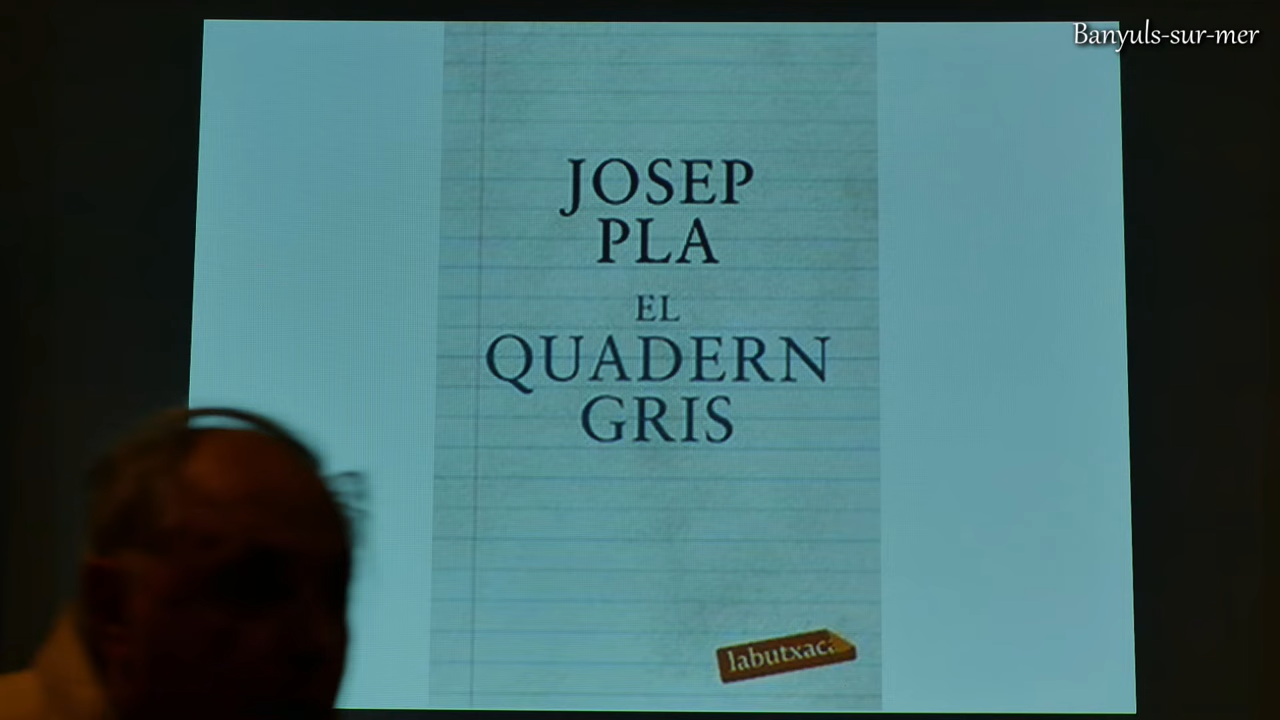 Banyuls-sur-mer
JOSEP
PLA
EL
QUADERN
GRIS
labutxaca